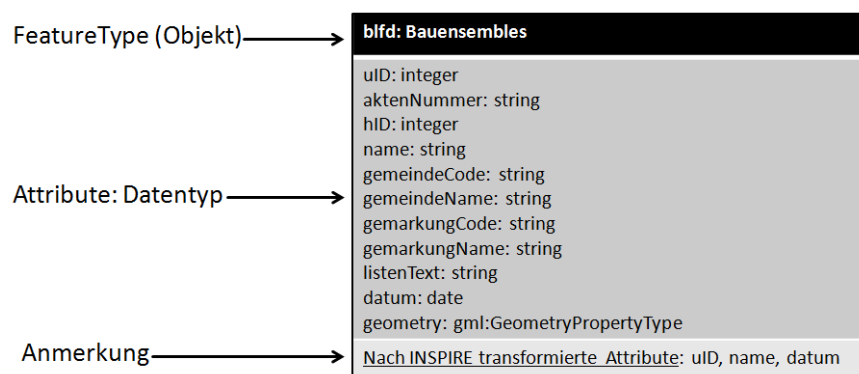 FeatureType (Objekt)
blfd: Bauensembles
uID: integer
aktenNummer: string
hID: integer
name: string
gemeindeCode: string
gemeindeName: string
gemarkungCode: string
gemarkungName: string
listenText: string
datum: date
geometry: gml:GeometryPropertyType
Attribute: Datentyp
Anmerkung
Nach INSPIRE transformierte Attribute: uID, name, datum